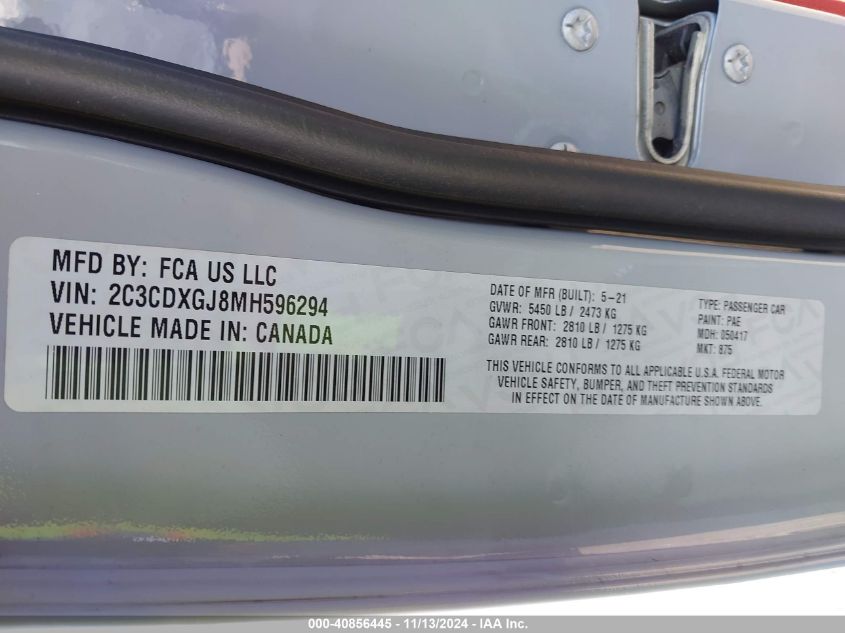 MFD BY: FCA US LLC
VIN: 2C3CDXGJ8MH596294
VEHICLE MADE IN: CANADA
DATE OF MFR (BUILT): 5-21
GVWR: 5450 LB / 2473 KG
GAWR FRONT: 2810 LB / 1275 KG
GAWR REAR: 2810 LB / 1275 KG
TYPE: PASSENGER CAR
PAINT: PAE
MDH: 050417
MKT: 875
THIS VEHICLE CONFORMS TO ALL APPLICABLE U.S.A. FEDERAL MOTOR
VEHICLE SAFETY, BUMPER, AND THEFT PREVENTION STANDARDS
IN EFFECT ON THE DATE OF MANUFACTURE SHOWN ABOVE.
000-40856445 - 11/13/2024 - IAA Inc.